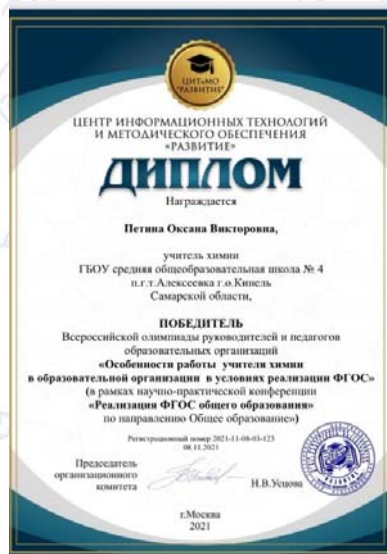 ЦИТиМО
"РАЗВИТИЕ"
ЦЕНТР ИНФОРМАЦИОННЫХ ТЕХНОЛОГИЙ
И МЕТОДИЧЕСКОГО ОБЕСПЕЧЕНИЯ
«РАЗВИТИЕ»
ДИПЛОМ
Награждается
Петина Оксана Викторовна,
учитель химии
ГБОУ средняя общеобразовательная школа № 4
п.г.т.Алексеевка г.о.Кинель
Самарской области,
ПОБЕДИТЕЛЬ
Всероссийской олимпиады руководителей и педагогов
образовательных организаций
«Особенности работы учителя химии
в образовательной организации в условиях реализации ФГОС»
(в рамках научно-практической конференции
«Реализация ФГОС общего образования»
по направлению Общее образование»)
Регистрационный номер 2021-11-08-03-123
08.11.2021
Председатель
организационного
комитета
Н.В.Усцова
г.Москва
2021